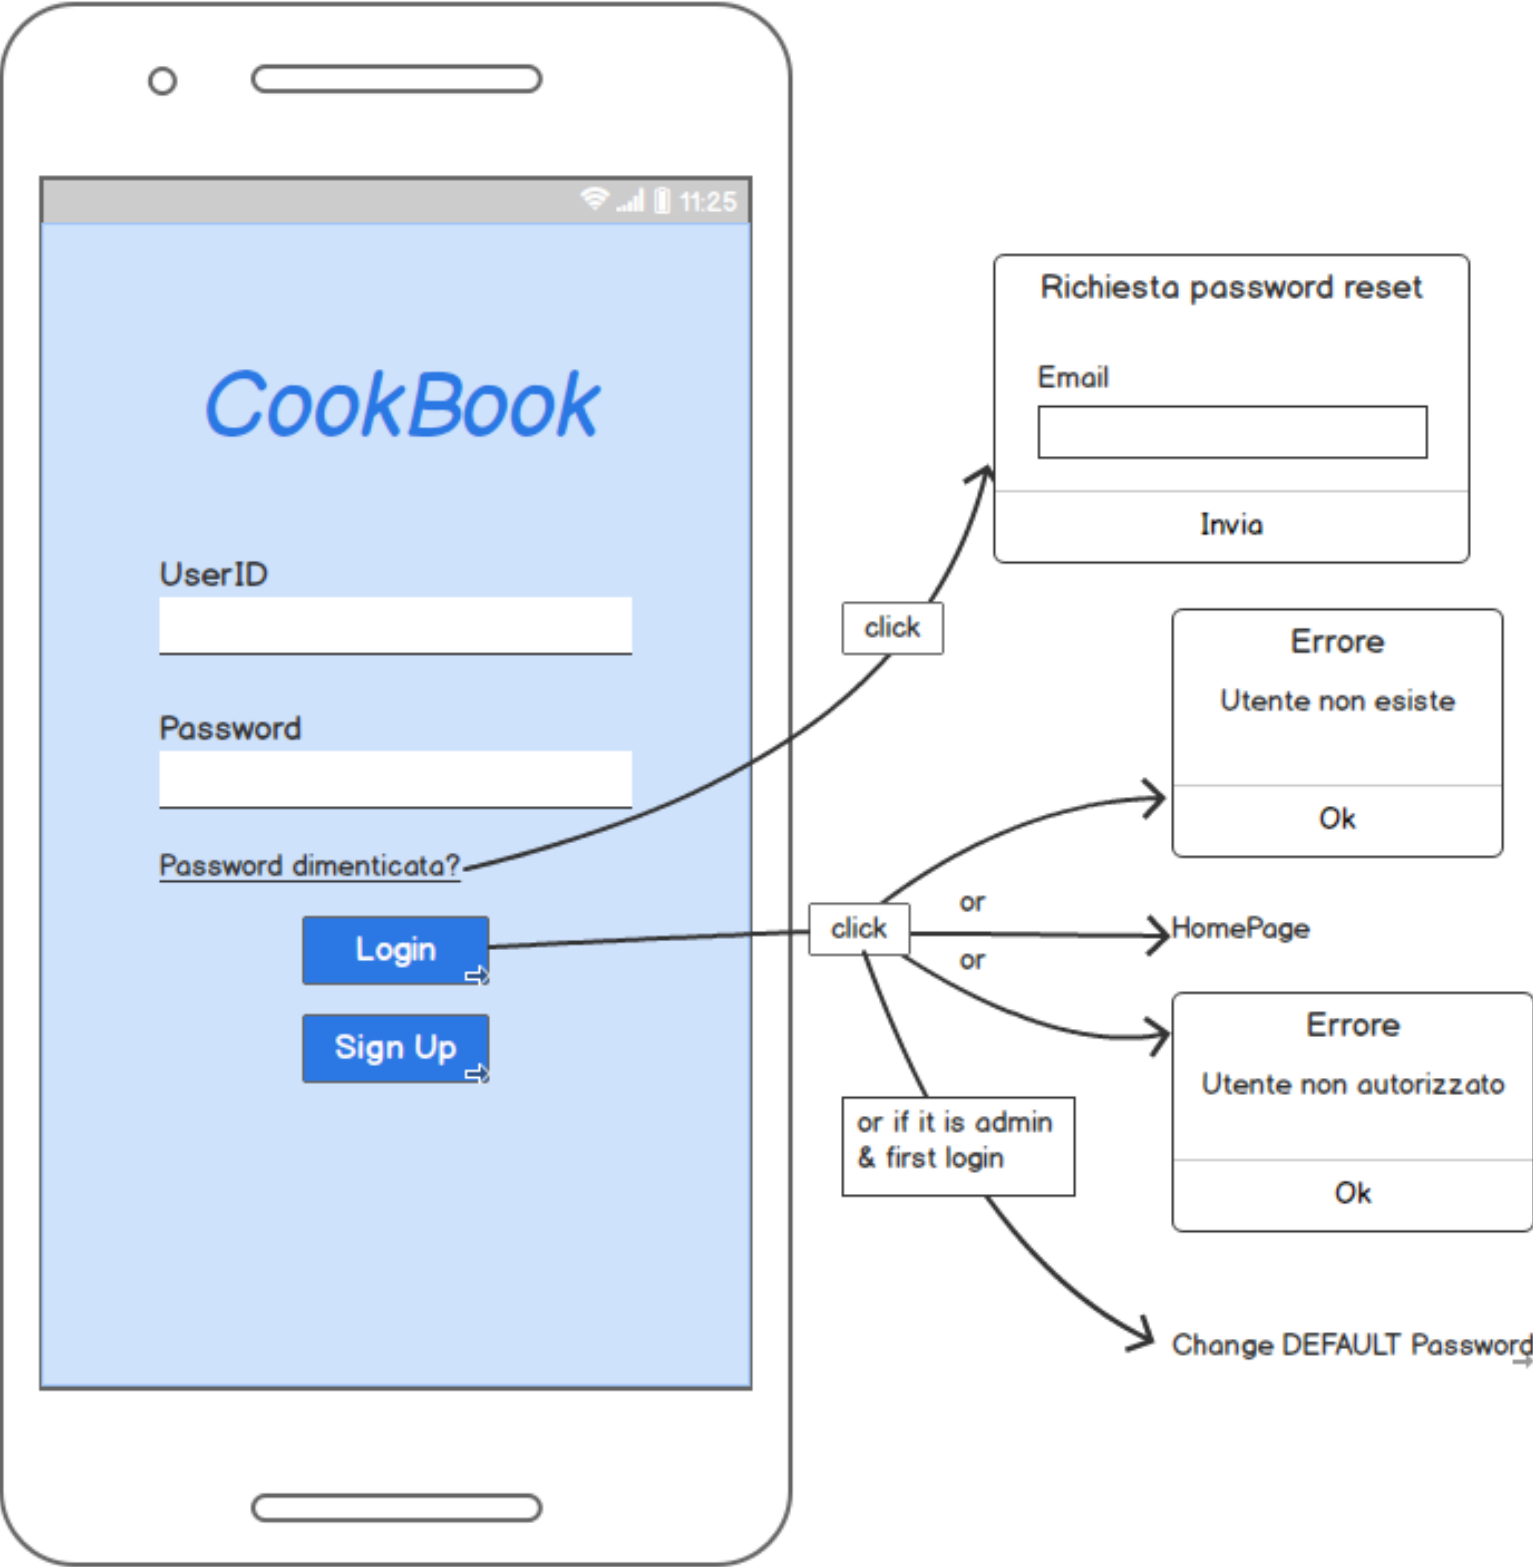 11:25
CookBook
UserID
Password
Password dimenticata?
Login
Sign Up
click
Richiesta password reset
Email
Invia
Errore
Utente non esiste
Ok
click
or
HomePage
or
Errore
Utente non autorizzato
Ok
or if it is admin
& first login
Change DEFAULT Password